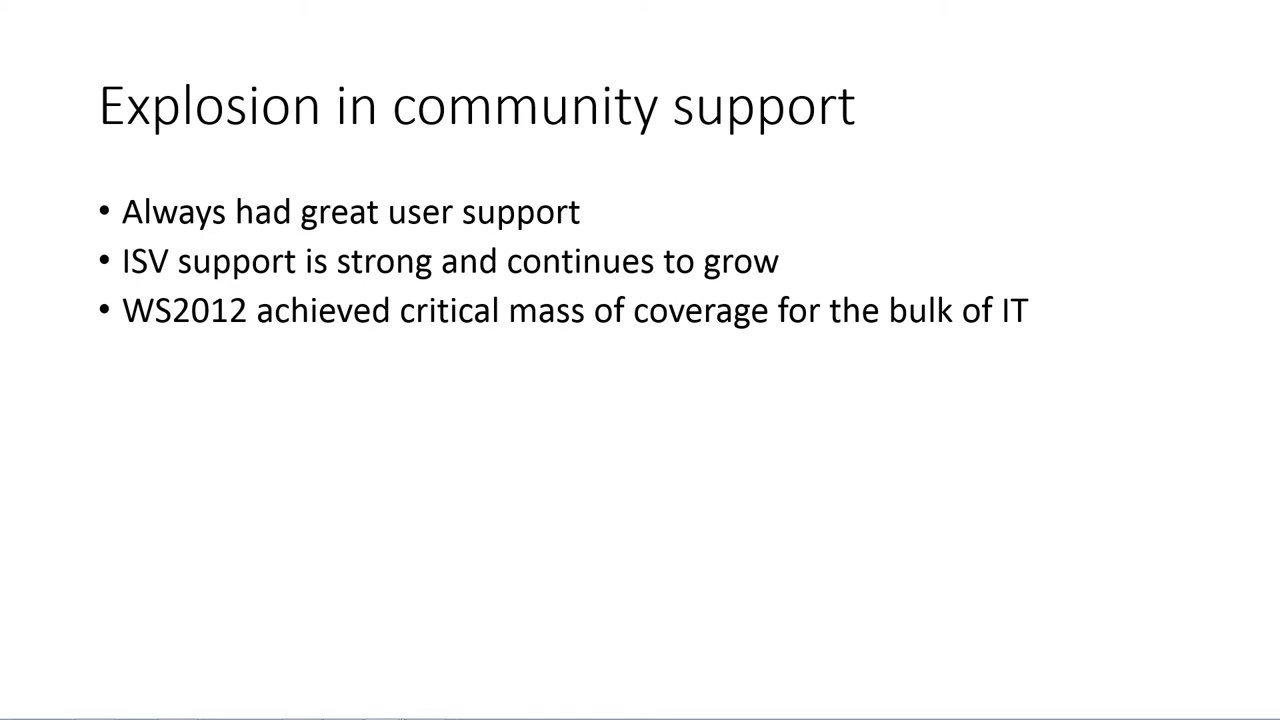 Explosion in community support
• Always had great user support
• ISV support is strong and continues to grow
• WS2012 achieved critical mass of coverage for the bulk of IT